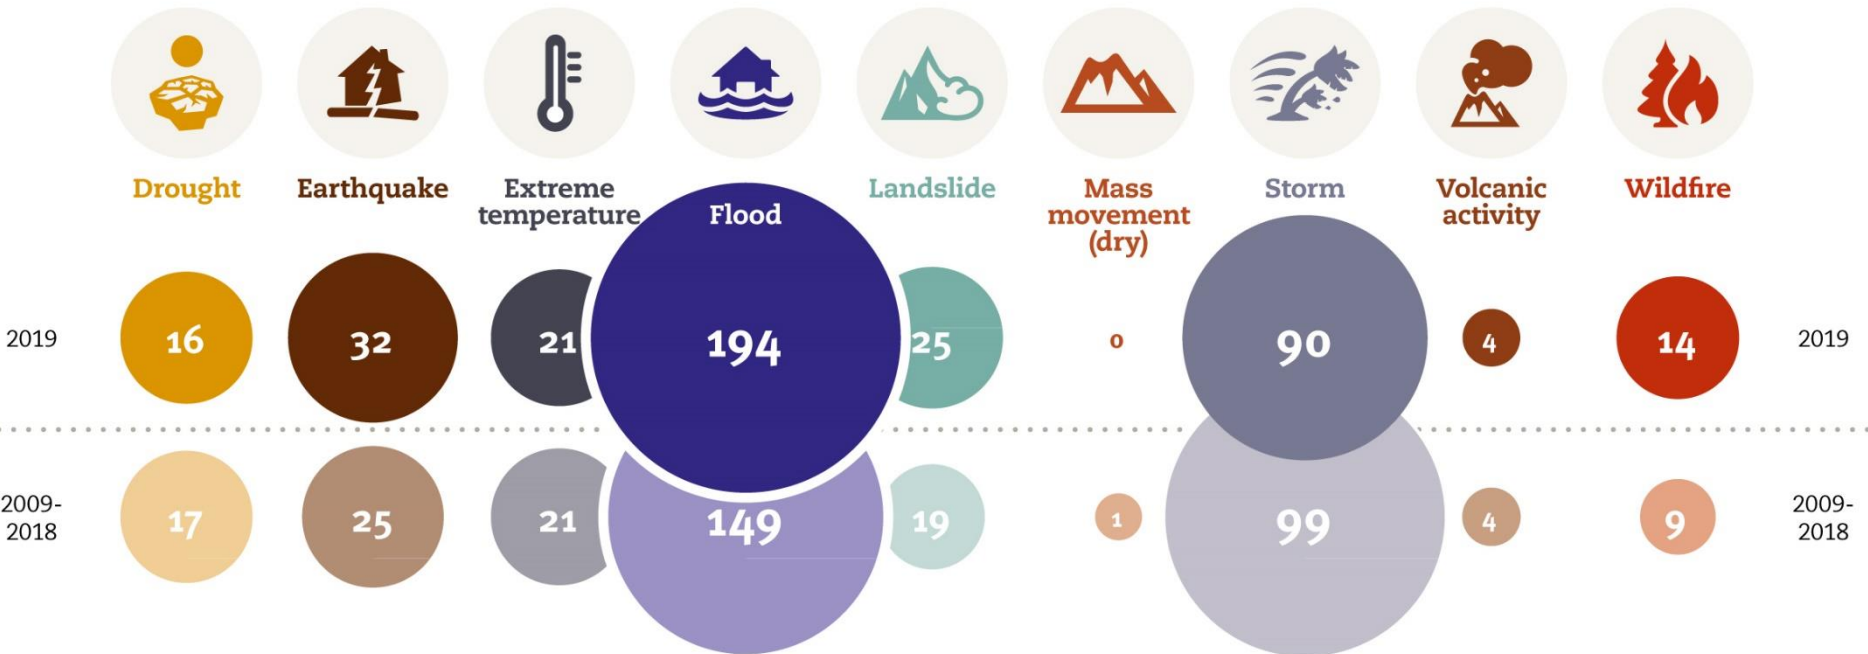 Drought
Earthquake
Extreme
temperature
Flood
Landslide
Mass
movement
(dry)
Storm
Volcanic
activity
Wildfire
2019
16
32
21
194
25
0
90
4
14
2019
2009-
2018
17
25
21
149
19
1
99
4
9
2009-
2018